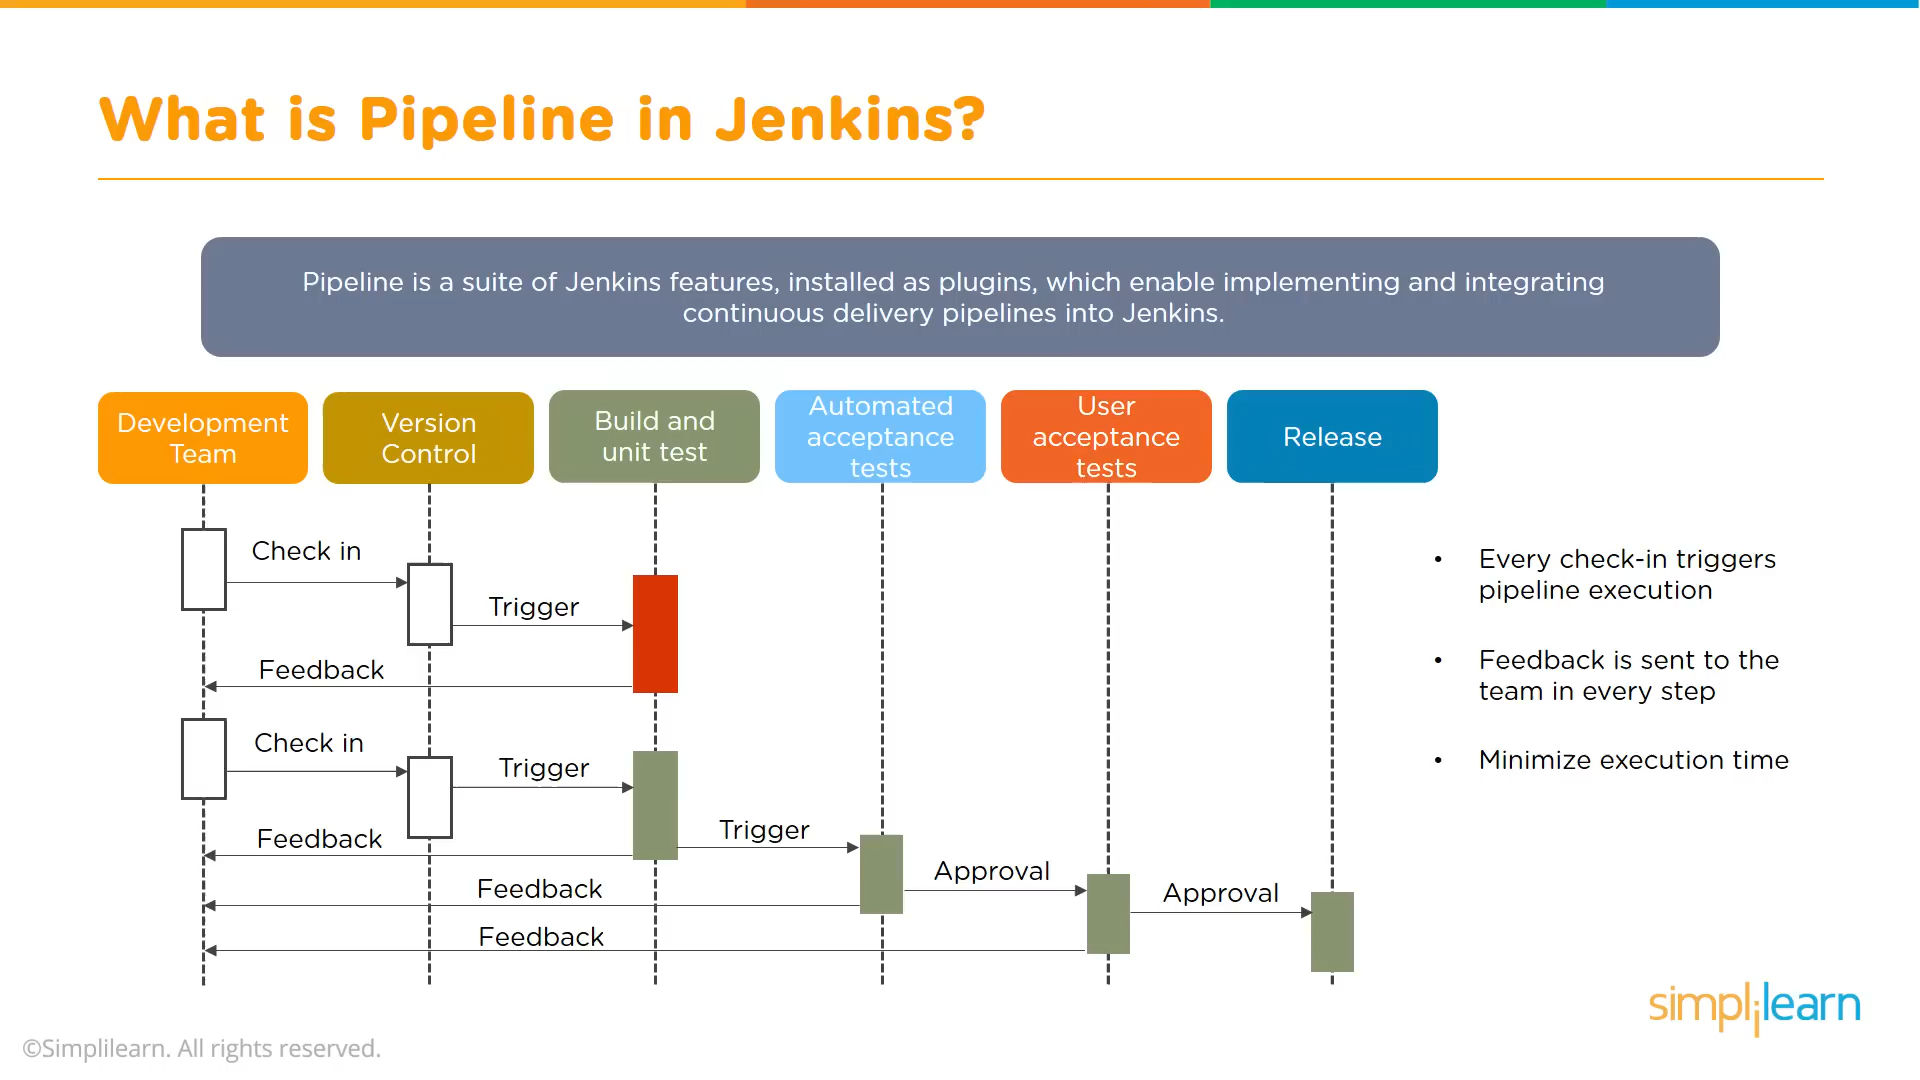 What is Pipeline in Jenkins?
Pipeline is a suite of Jenkins features, installed as plugins, which enable implementing and integrating
continuous delivery pipelines into Jenkins.
Development
Team
Version
Control
Build and
unit test
Automated
acceptance
tests
User
acceptance
tests
Release
Check in
Trigger
Feedback
Check in
Trigger
Feedback
Trigger
Feedback
Approval
Feedback
Approval
• Every check-in triggers
pipeline execution
• Feedback is sent to the
team in every step
• Minimize execution time
simplilearn
©Simplilearn. All rights reserved.